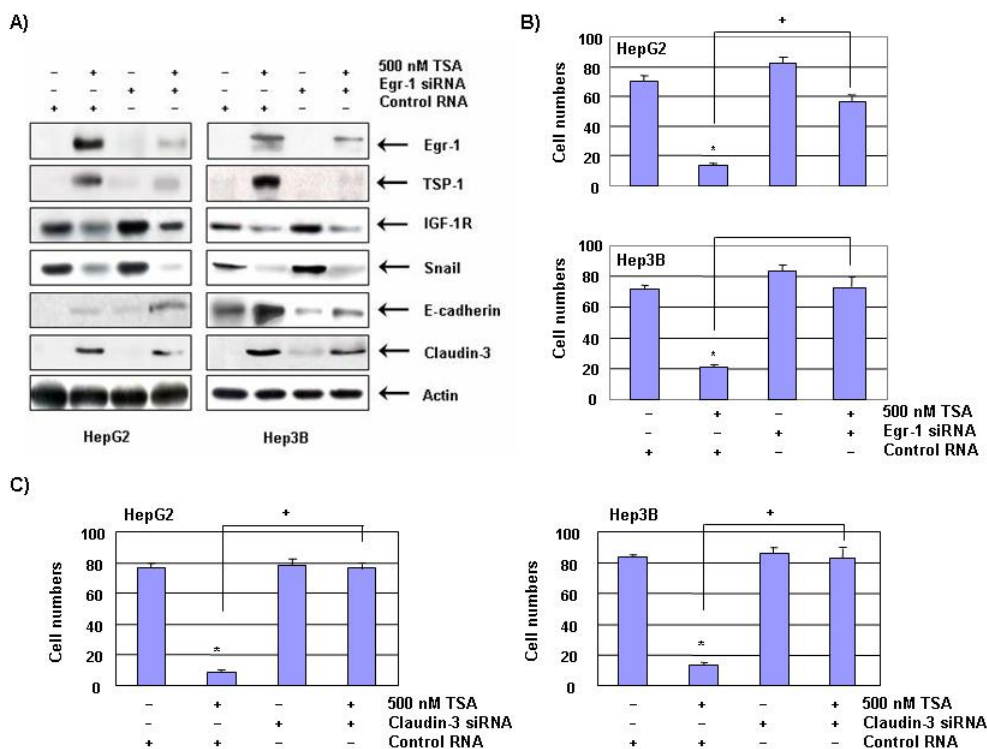 A)
– + – + – + – + 500 nM TSA
– – + + – – + + Egr-1 siRNA
+ + – – + + – – Control RNA
Egr-1
TSP-1
IGF-1R
Snail
E-cadherin
Claudin-3
Actin
HepG2 Hep3B
B)
+
HepG2
Cell numbers
100
80
60
40
20
0
*
Hep3B
Cell numbers
100
80
60
40
20
0
*
– + – + 500 nM TSA
– – + + Egr-1 siRNA
+ + – – Control RNA
C)
HepG2
+
Cell numbers
100
80
60
40
20
0
*
– + – + 500 nM TSA
– – + + Claudin-3 siRNA
+ + – – Control RNA
Hep3B
+
Cell numbers
100
80
60
40
20
0
*
– + – + 500 nM TSA
– – + + Claudin-3 siRNA
+ + – – Control RNA